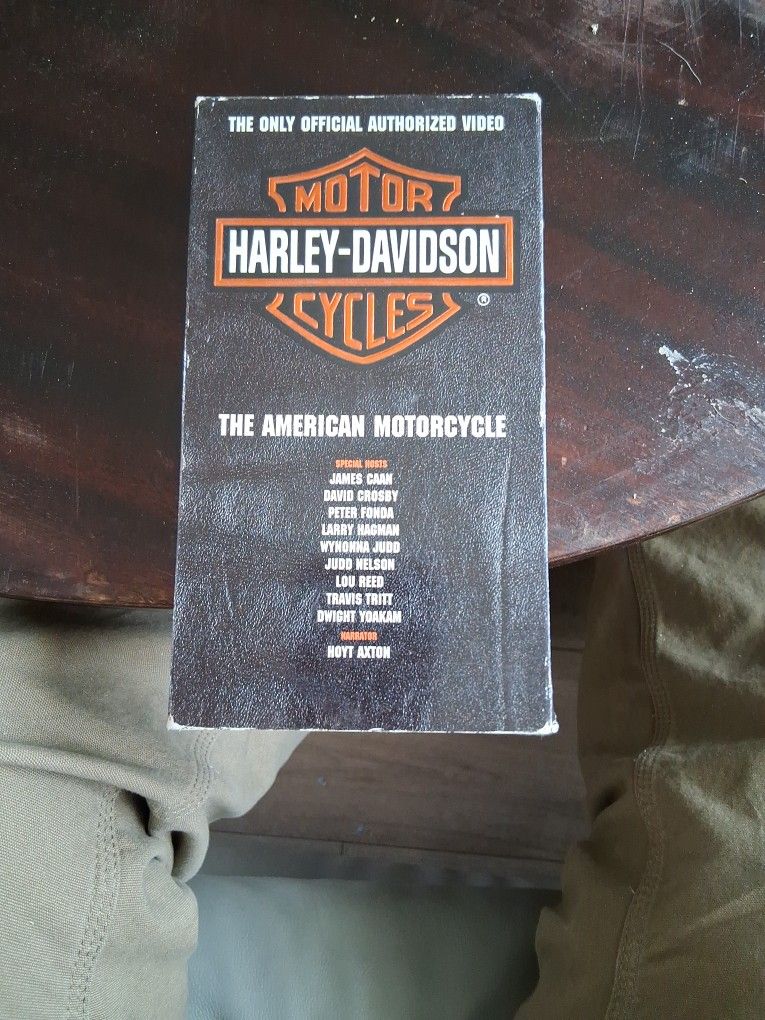 THE ONLY OFFICIAL AUTHORIZED VIDEO
MOTOR
HARLEY-DAVIDSON
CYCLES ®
THE AMERICAN MOTORCYCLE
SPECIAL HOSTS
JAMES CAAN
DAVID CROSBY
PETER FONDA
LARRY HAGMAN
WYNONNA JUDD
JUDD NELSON
LOU REED
TRAVIS TRITT
DWIGHT YOAKAM
NARRATOR
HOYT AXTON